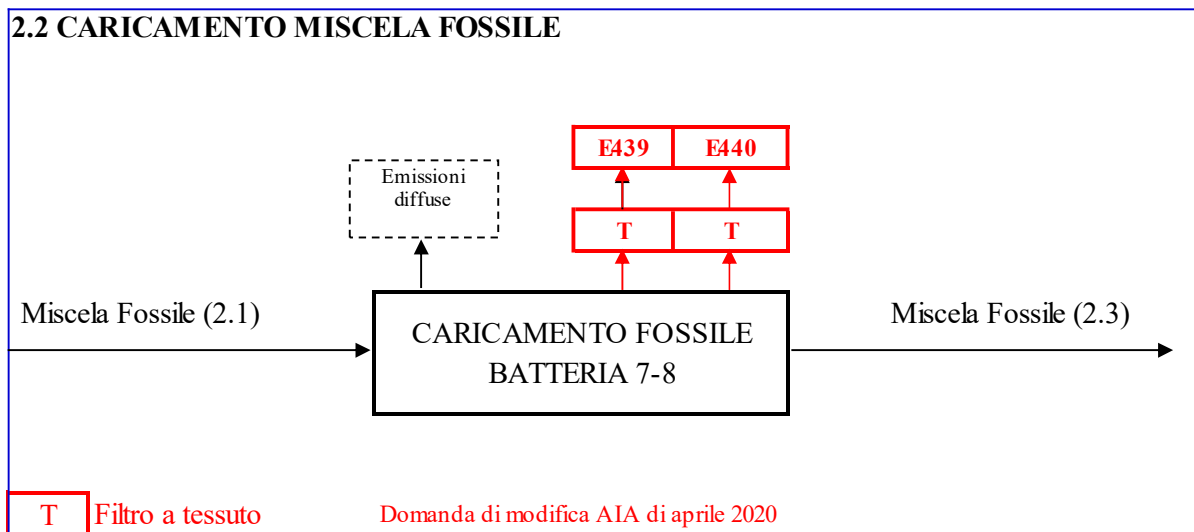 2.2 CARICAMENTO MISCELA FOSSILE
E439 E440
Emissioni
diffuse
T T
Miscela Fossile (2.1)
CARICAMENTO FOSSILE
BATTERIA 7-8
Miscela Fossile (2.3)
T Filtro a tessuto
Domanda di modifica AIA di aprile 2020